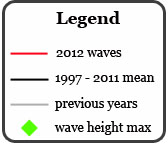 Legend
2012 waves
1997 - 2011 mean
previous years
wave height max